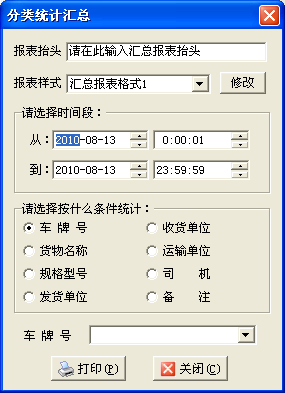 分类统计汇总
报表抬头 请在此输入汇总报表抬头
报表样式 汇总报表格式1 修改
请选择时间段：
从：2010-08-13 0:00:01
到：2010-08-13 23:59:59
请选择按什么条件统计：
车 牌 号 收货单位
货物名称 运输单位
规格型号 司 机
发货单位 备 注
车 牌 号
打印(P) 关闭(C)